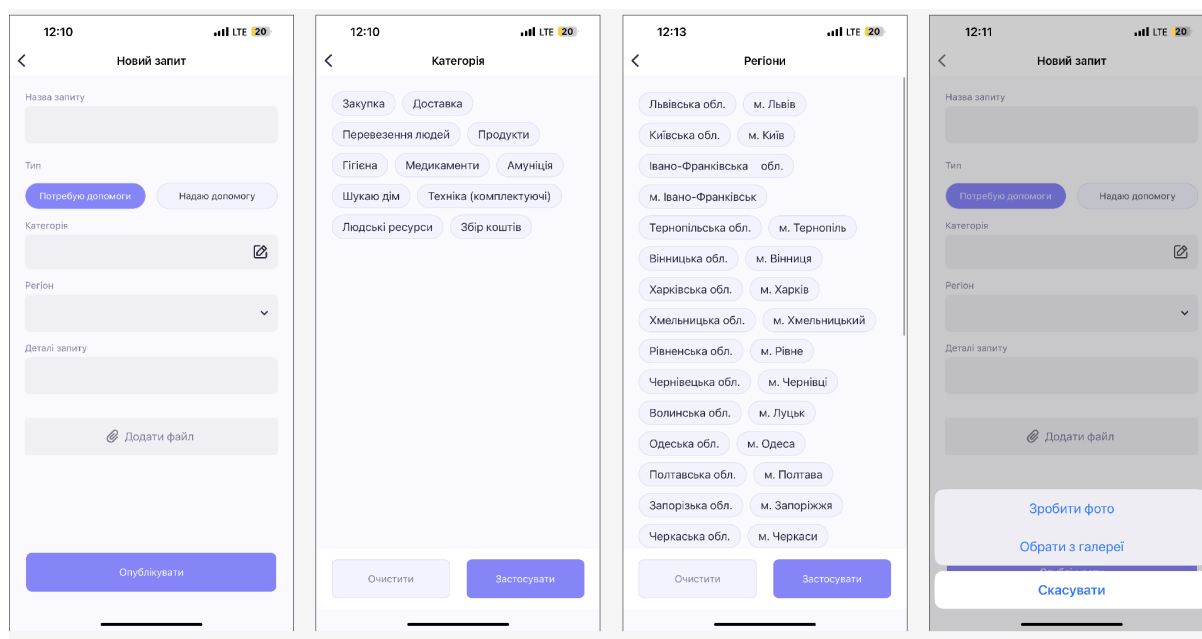 12:10
LTE 20
Новий запит
Назва запиту
Тип
Потребую допомоги Надаю допомогу
Категорія
Регіон
Деталі запиту
Додати файл
Опублікувати
12:10
LTE 20
Категорія
Закупка Доставка
Перевезення людей Продукти
Гігієна Медикаменти Амуніція
Шукаю дім Техніка (комплектуючі)
Людські ресурси Збір коштів
Очистити Застосувати
12:13
LTE 20
Регіони
Львівська обл. м. Львів
Київська обл. м. Київ
Івано-Франківська обл.
м. Івано-Франківськ
Тернопільська обл. м. Тернопіль
Вінницька обл. м. Вінниця
Харківська обл. м. Харків
Хмельницька обл. м. Хмельницький
Рівненська обл. м. Рівне
Чернівецька обл. м. Чернівці
Волинська обл. м. Луцьк
Одеська обл. м. Одеса
Полтавська обл. м. Полтава
Запорізька обл. м. Запоріжжя
Черкаська обл. м. Черкаси
Очистити Застосувати
12:11
LTE 20
Новий запит
Назва запиту
Тип
Потребую допомоги Надаю допомогу
Категорія
Регіон
Деталі запиту
Додати файл
Зробити фото
Обрати з галереї
Скасувати